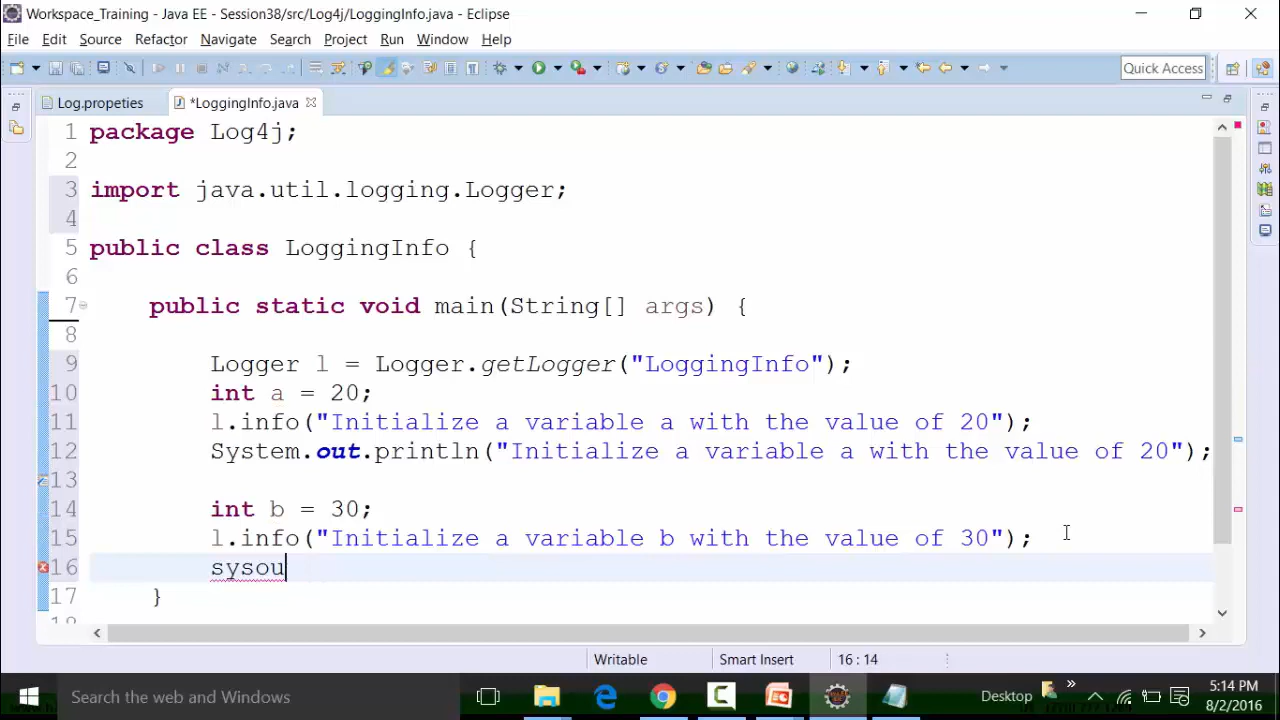 Workspace_Training - Java EE - Session38/src/Log4j/LoggingInfo.java - Eclipse
File Edit Source Refactor Navigate Search Project Run Window Help
Quick Access
Log.propeties *LoggingInfo.java
1 package Log4j;
2
3 import java.util.logging.Logger;
4
5 public class LoggingInfo {
6
7 public static void main(String[] args) {
8
9 Logger l = Logger.getLogger("LoggingInfo");
10 int a = 20;
11 l.info("Initialize a variable a with the value of 20");
12 System.out.println("Initialize a variable a with the value of 20");
13
14 int b = 30;
15 l.info("Initialize a variable b with the value of 30");
16 sysou
17 }
Writable Smart Insert 16 : 14
Search the web and Windows
Desktop
5:14 PM
8/2/2016